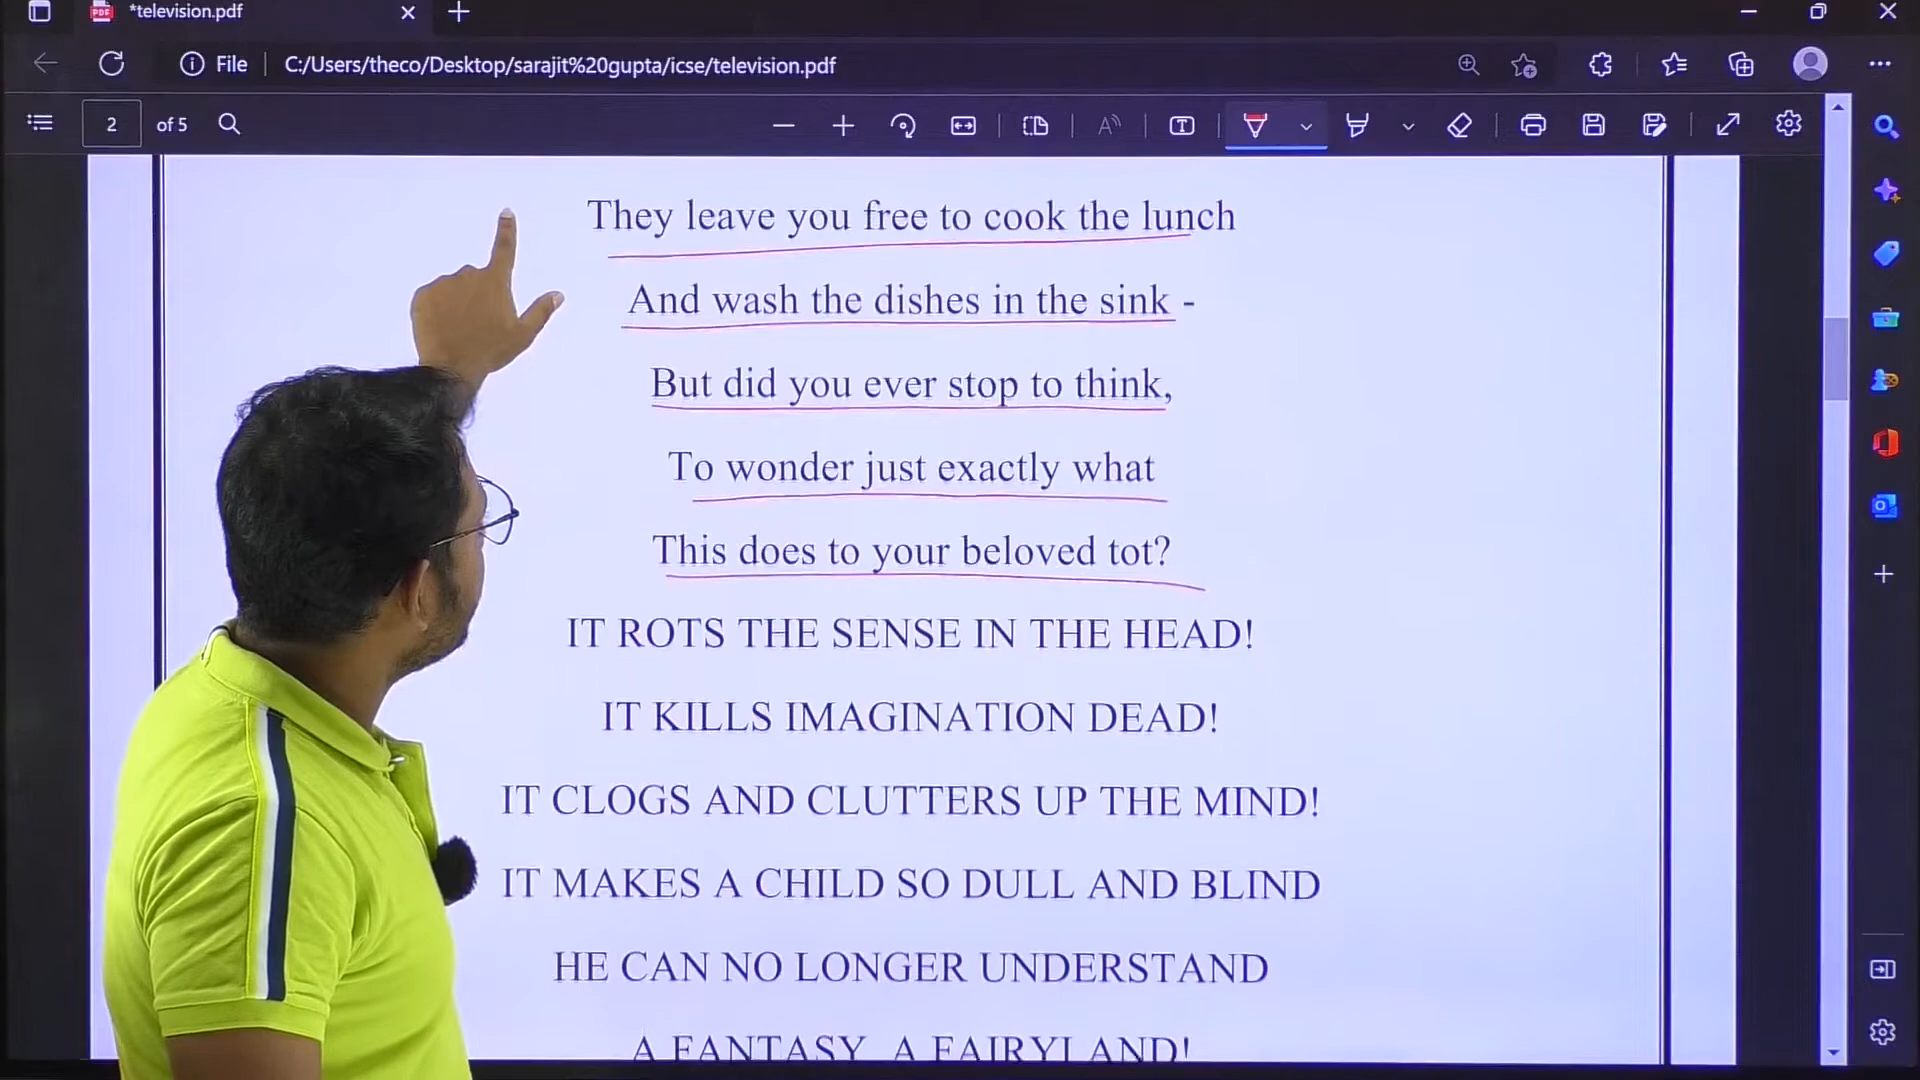 *television.pdf
File
C:/Users/theco/Desktop/sarajit%20gupta/icse/television.pdf
2 of 5
They leave you free to cook the lunch
And wash the dishes in the sink -
But did you ever stop to think,
To wonder just exactly what
This does to your beloved tot?
IT ROTS THE SENSE IN THE HEAD!
IT KILLS IMAGINATION DEAD!
IT CLOGS AND CLUTTERS UP THE MIND!
IT MAKES A CHILD SO DULL AND BLIND
HE CAN NO LONGER UNDERSTAND
A FANTASY, A FAIRYLAND!